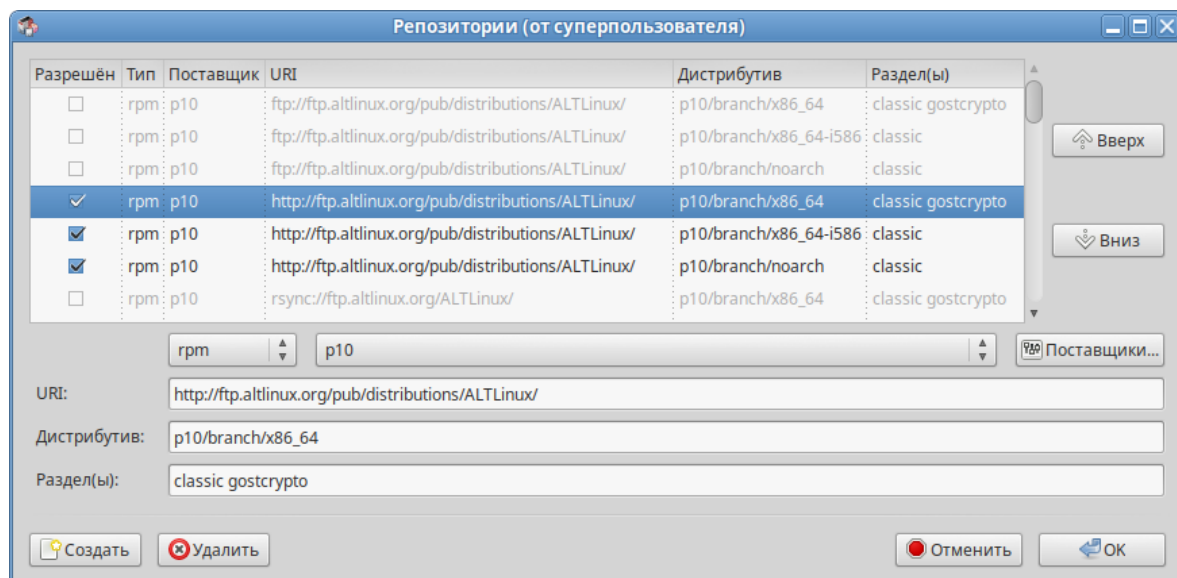 Репозитории (от суперпользователя)
Разрешён Тип Поставщик URI Дистрибутив Раздел(ы)
rpm p10 ftp://ftp.altlinux.org/pub/distributions/ALTLinux/ p10/branch/x86_64 classic gostcrypto
rpm p10 ftp://ftp.altlinux.org/pub/distributions/ALTLinux/ p10/branch/x86_64-i586 classic
rpm p10 ftp://ftp.altlinux.org/pub/distributions/ALTLinux/ p10/branch/noarch classic
rpm p10 http://ftp.altlinux.org/pub/distributions/ALTLinux/ p10/branch/x86_64 classic gostcrypto
rpm p10 http://ftp.altlinux.org/pub/distributions/ALTLinux/ p10/branch/x86_64-i586 classic
rpm p10 http://ftp.altlinux.org/pub/distributions/ALTLinux/ p10/branch/noarch classic
rpm p10 rsync://ftp.altlinux.org/ALTLinux/ p10/branch/x86_64 classic gostcrypto
Вверх
Вниз
rpm p10 Поставщики...
URI: http://ftp.altlinux.org/pub/distributions/ALTLinux/
Дистрибутив: p10/branch/x86_64
Раздел(ы): classic gostcrypto
Создать Удалить Отменить OK